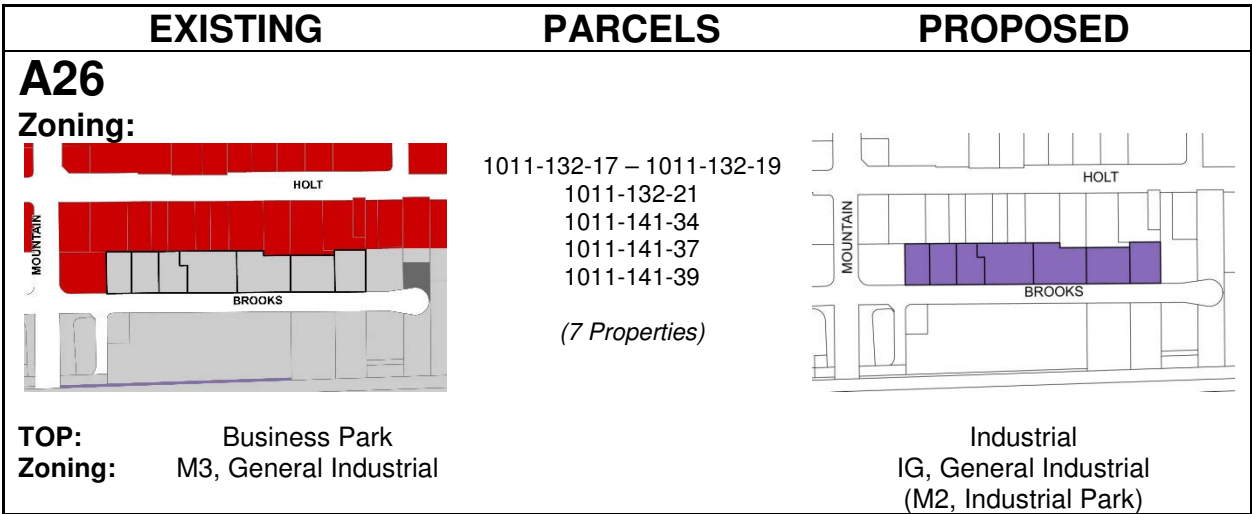 EXISTING PARCELS PROPOSED
A26
Zoning:
HOLT
MOUNTAIN
BROOKS
1011-132-17 – 1011-132-19
1011-132-21
1011-141-34
1011-141-37
1011-141-39
(7 Properties)
HOLT
MOUNTAIN
BROOKS
TOP: Business Park
Zoning: M3, General Industrial
Industrial
IG, General Industrial
(M2, Industrial Park)